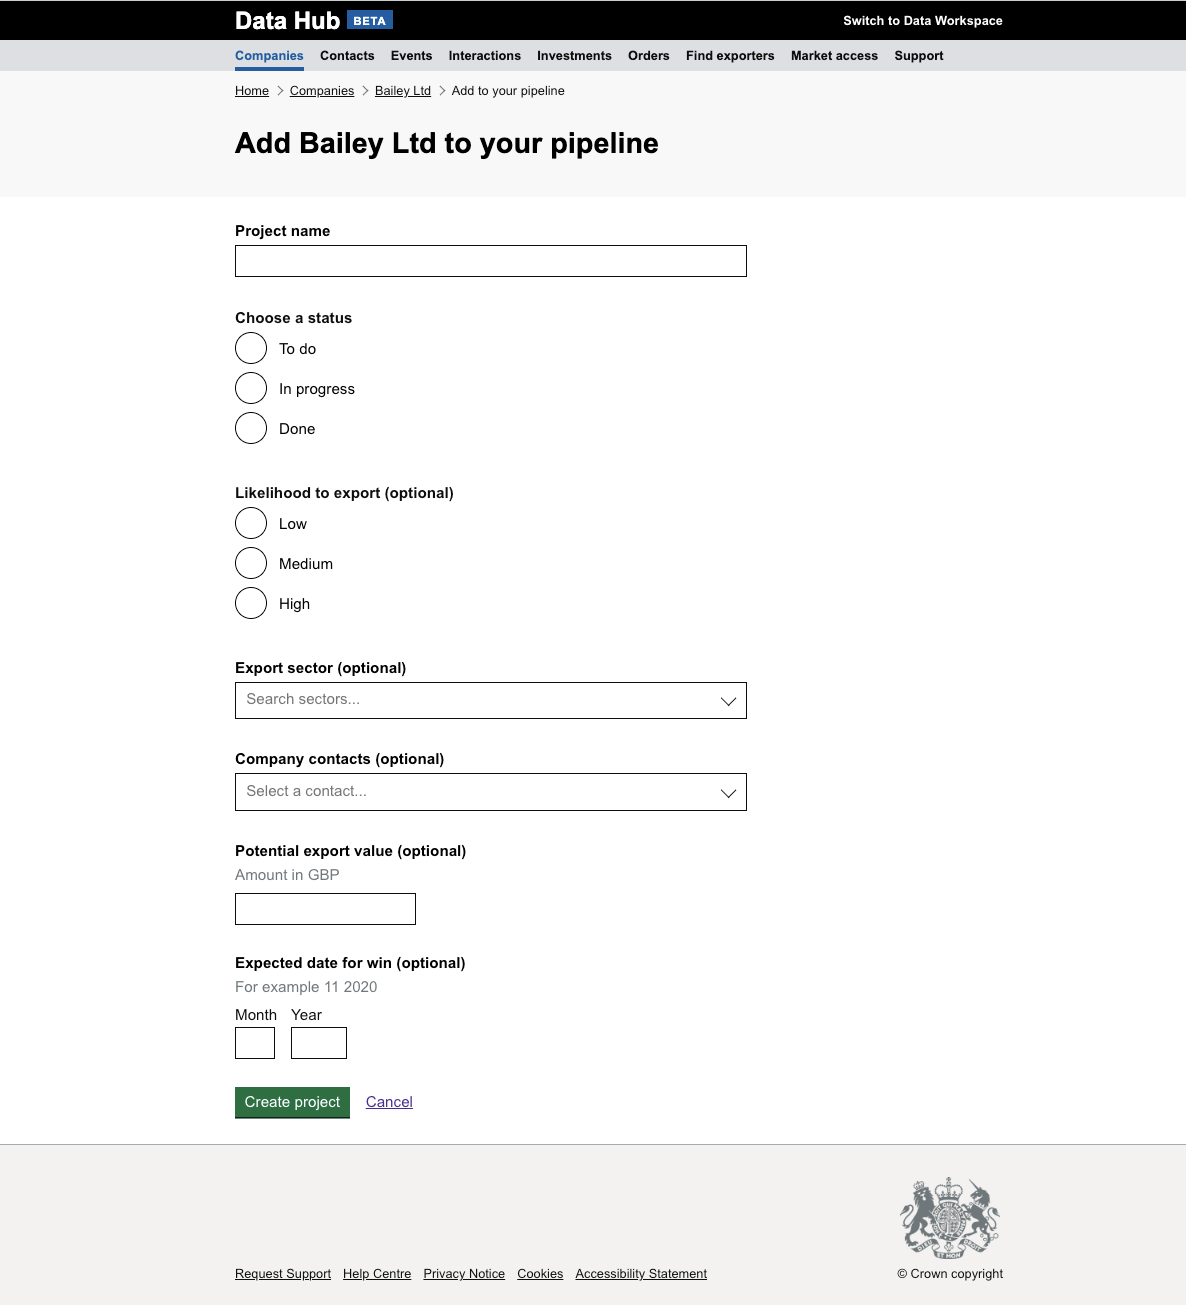 Data Hub BETA
Switch to Data Workspace
Companies Contacts Events Interactions Investments Orders Find exporters Market access Support
Home Companies Bailey Ltd Add to your pipeline
Add Bailey Ltd to your pipeline
Project name
Choose a status
To do
In progress
Done
Likelihood to export (optional)
Low
Medium
High
Export sector (optional)
Search sectors...
Company contacts (optional)
Select a contact...
Potential export value (optional)
Amount in GBP
Expected date for win (optional)
For example 11 2020
Month Year
Create project Cancel
Request Support Help Centre Privacy Notice Cookies Accessibility Statement
© Crown copyright